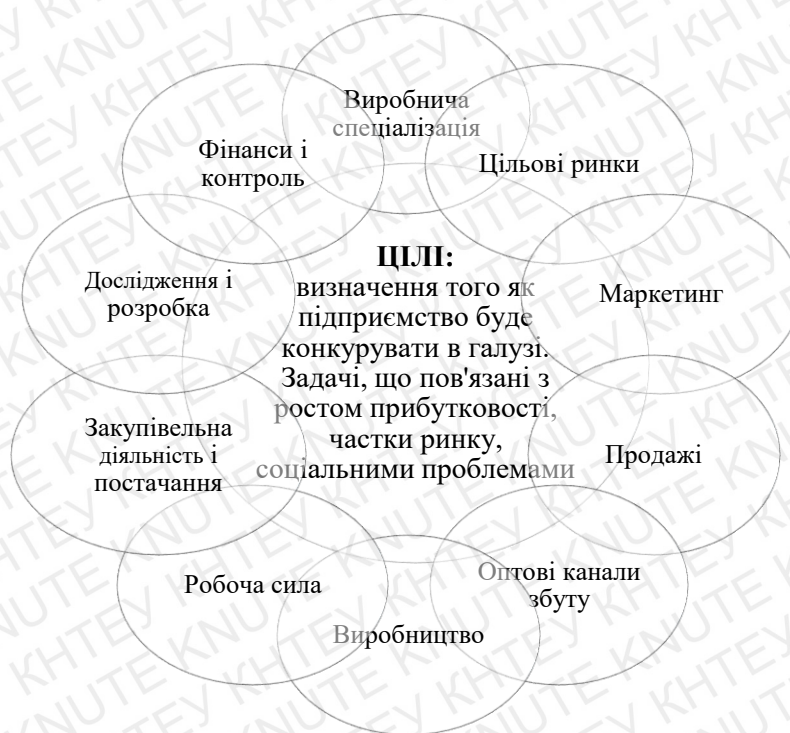 Виробнича
спеціалізація
Цільові ринки
Маркетинг
Продажі
Оптові канали
збуту
Виробництво
Робоча сила
Закупівельна
діяльність і
постачання
Дослідження і
розробка
Фінанси і
контроль
ЦІЛІ:
визначення того як
підприємство буде
конкурувати в галузі.
Задачі, що пов'язані з
ростом прибутковості,
частки ринку,
соціальними проблемами